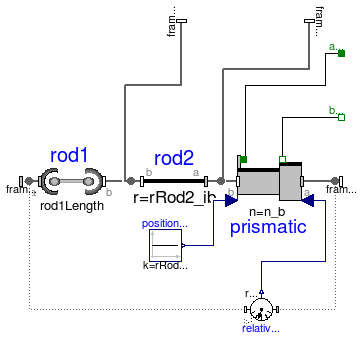 fram...
fram...
a...
b...
rod1
rod2
b
a
b
fram...
rod1Length
r=rRod2_ib
b
a
fram...
n=n_b
prismatic
position...
k=rRod...
r...
relativ...